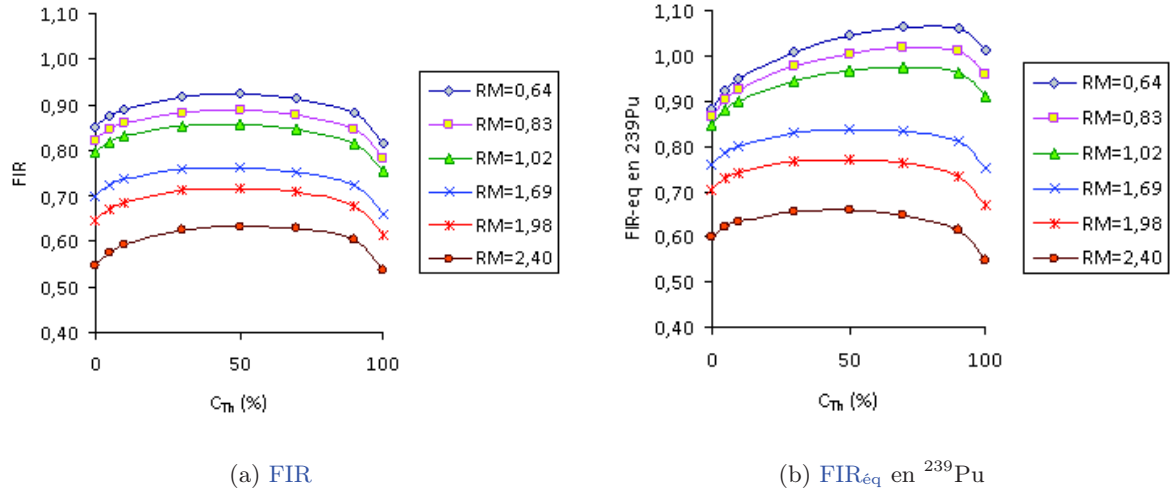 1,10
1,00
0,90
0,80
0,70
0,60
0,50
0,40
FIR
0 50 100
C_Th (%)
RM=0,64
RM=0,83
RM=1,02
RM=1,69
RM=1,98
RM=2,40
(a) FIR
1,10
1,00
0,90
0,80
0,70
0,60
0,50
0,40
FIR-eq en 239Pu
0 50 100
C_Th (%)
RM=0,64
RM=0,83
RM=1,02
RM=1,69
RM=1,98
RM=2,40
(b) FIR_éq en ²³⁹Pu